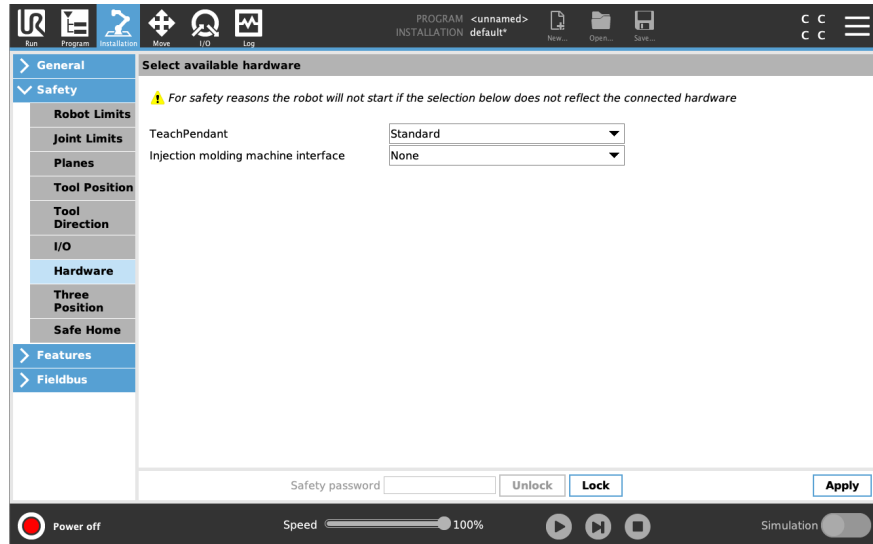 UR
PROGRAM <unnamed>
INSTALLATION default*
C C
C C
Run
Program
Installation
Move
I/O
Log
New...
Open...
Save...
General
Select available hardware
Safety
For safety reasons the robot will not start if the selection below does not reflect the connected hardware
Robot Limits
Joint Limits
Planes
Tool Position
Tool
Direction
I/O
Hardware
Three
Position
Safe Home
Features
Fieldbus
TeachPendant Standard
Injection molding machine interface None
Safety password Unlock Lock Apply
Power off Speed 100% Simulation